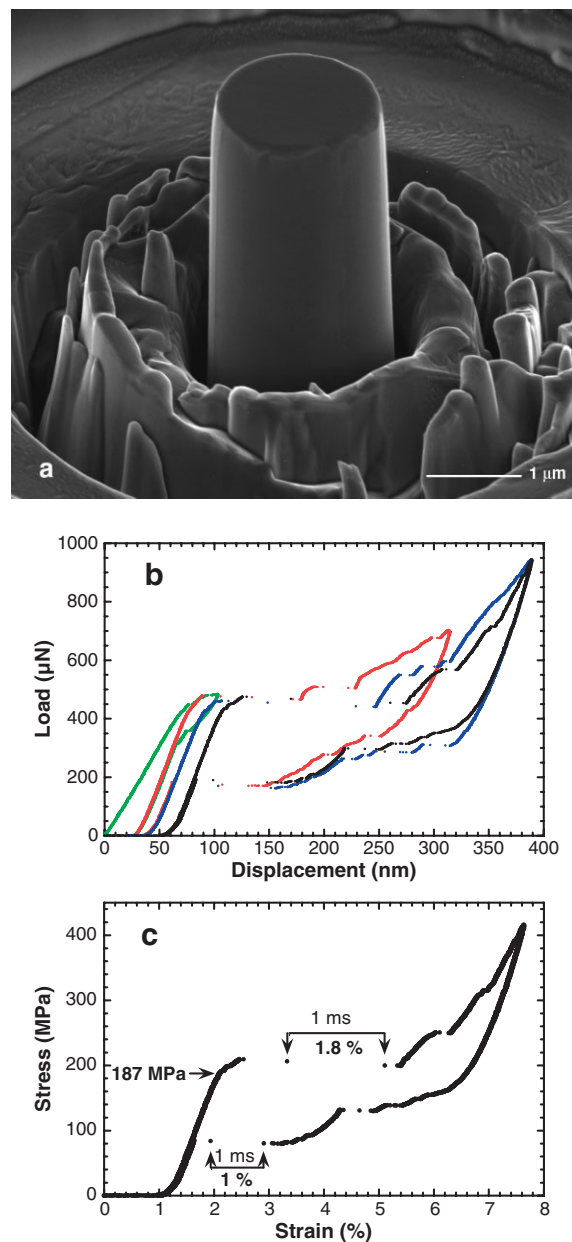 a
1 μm
b
1000
800
600
400
200
0
Load (μN)
0 50 100 150 200 250 300 350 400
Displacement (nm)
c
400
300
200
100
0
Stress (MPa)
1 ms
1.8 %
187 MPa
1 ms
1 %
0 1 2 3 4 5 6 7 8
Strain (%)